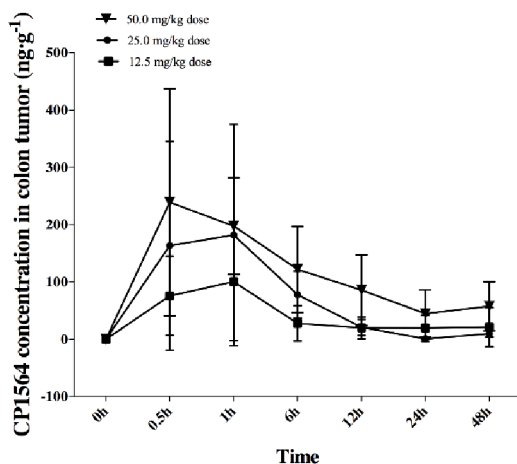 50.0 mg/kg dose
25.0 mg/kg dose
12.5 mg/kg dose
CP1564 concentration in colon tumor (ng·g⁻¹)
500
400
300
200
100
0
-100
0h
0.5h
1h
6h
12h
24h
48h
Time